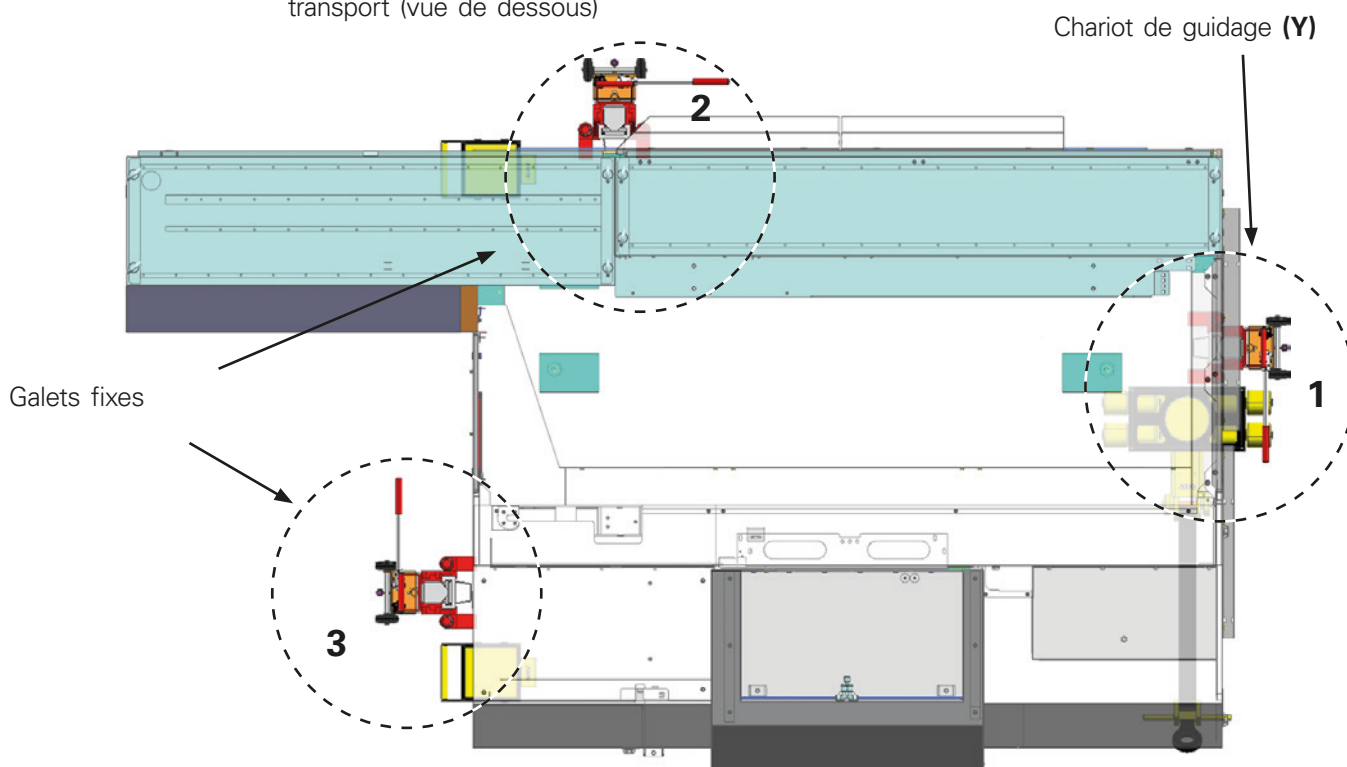 transport (vue de dessous)
Chariot de guidage (Y)
2
1
Galets fixes
3